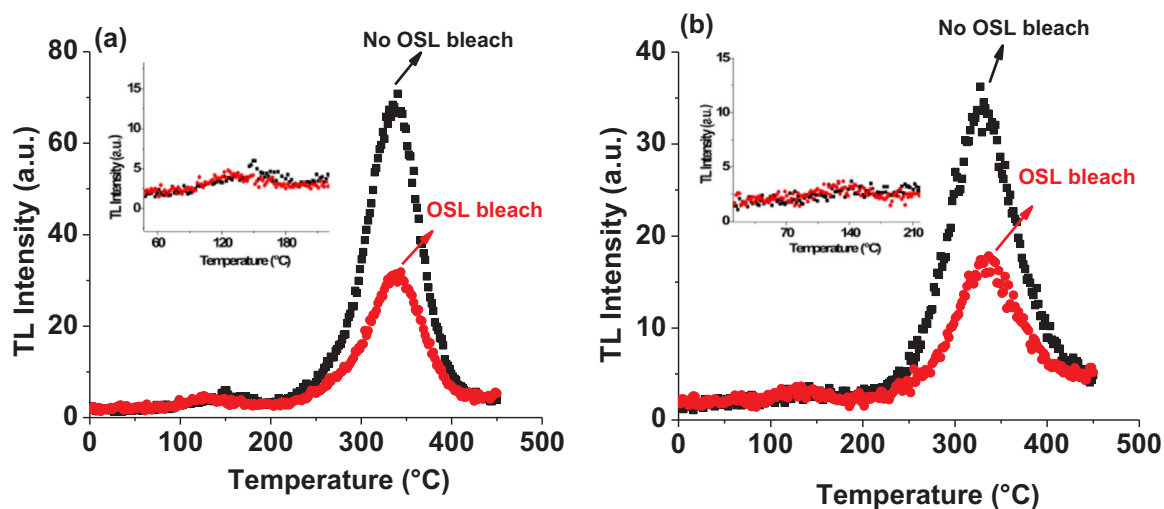 (a)
No OSL bleach
OSL bleach
TL Intensity (a.u.)
80
60
40
20
0
0
100
200
300
400
500
Temperature (°C)
TL Intensity (a.u.)
15
10
5
0
60
120
180
Temperature (°C)
(b)
No OSL bleach
OSL bleach
TL Intensity (a.u.)
40
30
20
10
0
0
100
200
300
400
500
Temperature (°C)
TL Intensity (a.u.)
15
10
5
0
70
140
210
Temperature (°C)